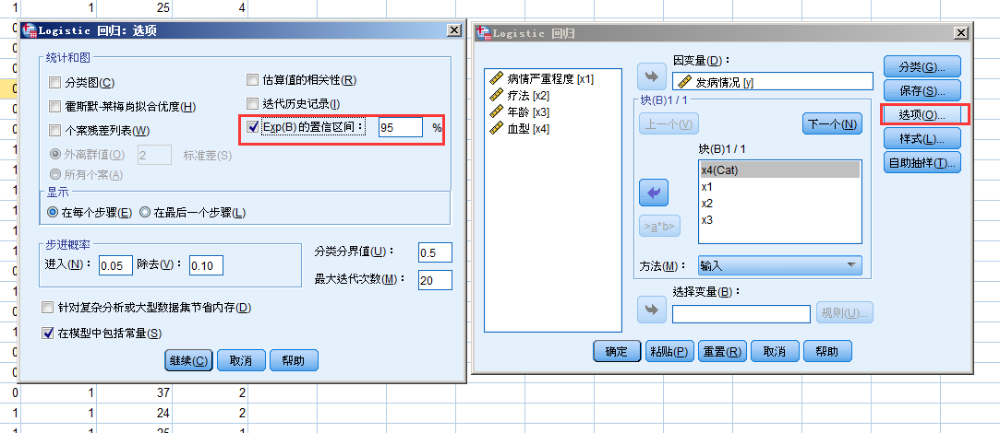 1 1 25 4
Logistic 回归：选项
统计和图
分类图(C)
估算值的相关性(R)
霍斯默-莱梅肖拟合优度(H)
迭代历史记录(I)
个案残差列表(W)
Exp(B)的置信区间： 95 %
外离群值(O) 2 标准差(S)
所有个案(A)
显示
在每个步骤(E) 在最后一个步骤(L)
步进概率
进入(N)： 0.05 除去(V)： 0.10
分类分界值(U)： 0.5
最大迭代次数(M)： 20
针对复杂分析或大型数据集节省内存(D)
在模型中包括常量(S)
继续(C) 取消 帮助
Logistic 回归
病情严重程度 [x1]
疗法 [x2]
年龄 [x3]
血型 [x4]
因变量(D)：
发病情况 [y]
块(B)1 / 1
上一个(V) 下一个(N)
块(B)1 / 1
x4(Cat)
x1
x2
x3
>a*b>
方法(M)： 输入
选择变量(B)：
规则(U)...
分类(G)...
保存(S)...
选项(O)...
样式(L)...
自助抽样(T)...
确定 粘贴(P) 重置(R) 取消 帮助
0 1 37 2
1 1 24 2